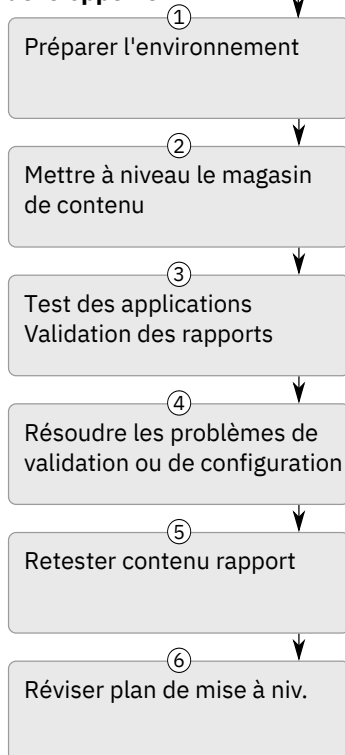 ①
Préparer l'environnement
②
Mettre à niveau le magasin
de contenu
③
Test des applications
Validation des rapports
④
Résoudre les problèmes de
validation ou de configuration
⑤
Retester contenu rapport
⑥
Réviser plan de mise à niv.